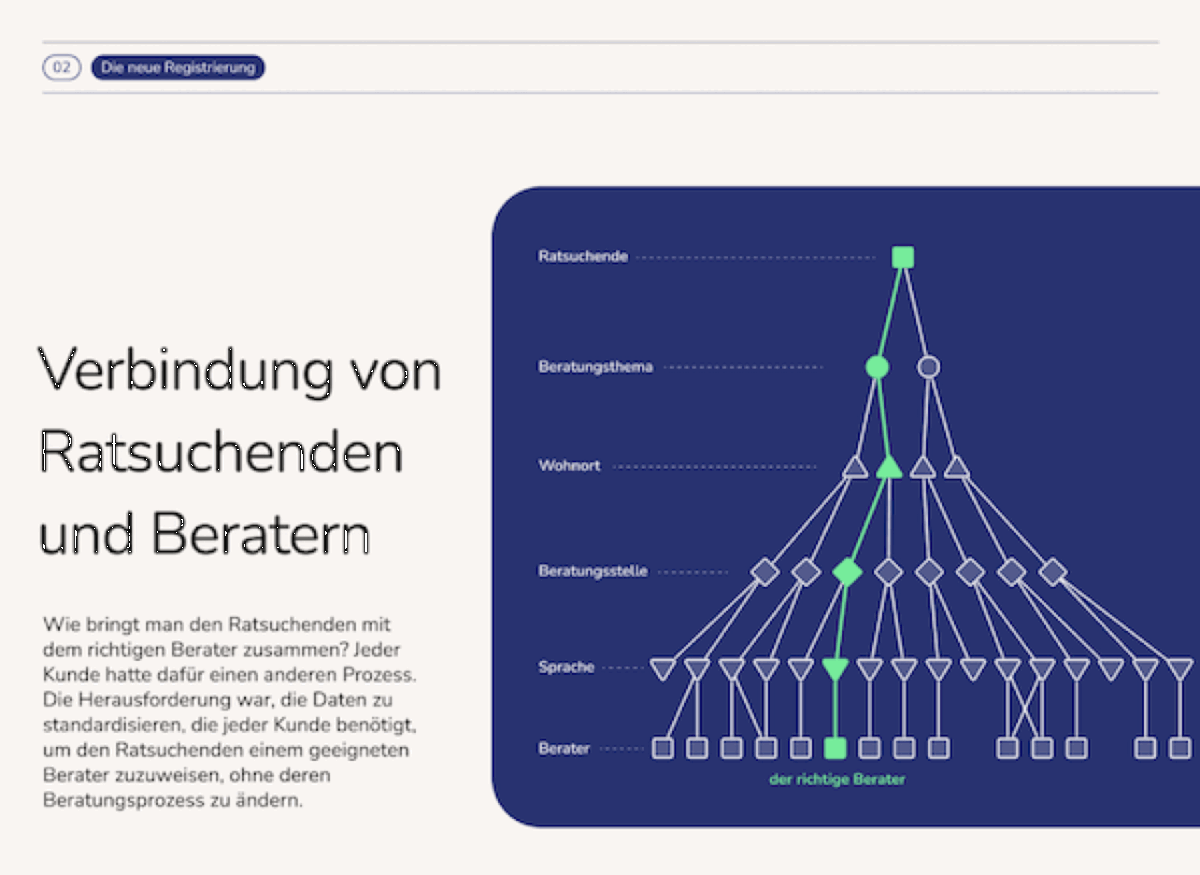 02 Die neue Registrierung
Verbindung von
Ratsuchenden
und Beratern
Wie bringt man den Ratsuchenden mit
dem richtigen Berater zusammen? Jeder
Kunde hatte dafür einen anderen Prozess.
Die Herausforderung war, die Daten zu
standardisieren, die jeder Kunde benötigt,
um den Ratsuchenden einem geeigneten
Berater zuzuweisen, ohne deren
Beratungsprozess zu ändern.
Ratsuchende
Beratungsthema
Wohnort
Beratungsstelle
Sprache
Berater
der richtige Berater